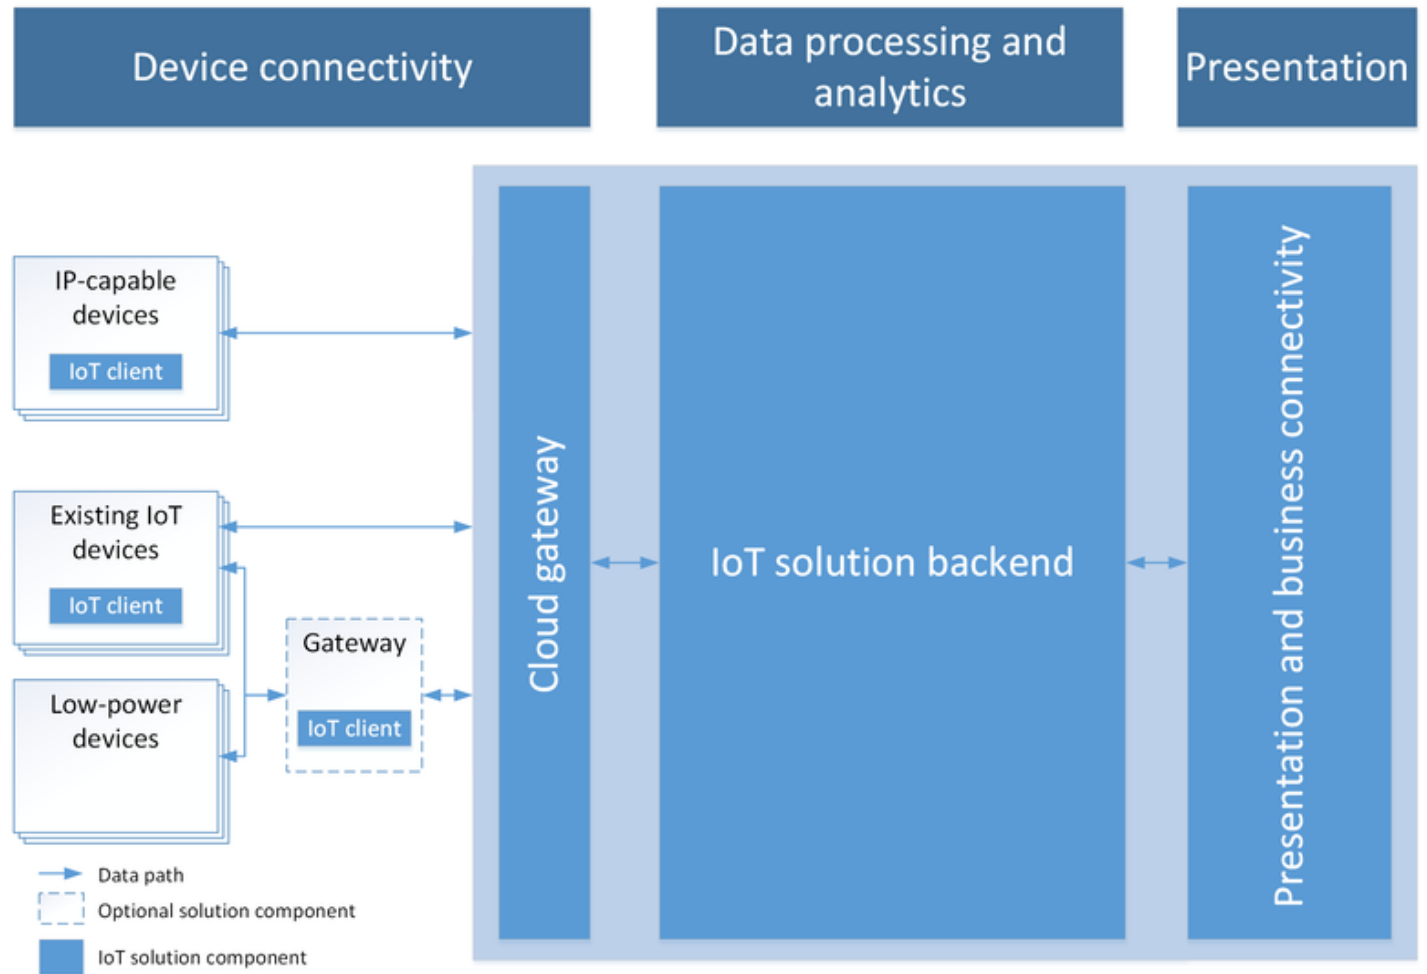 Device connectivity
Data processing and
analytics
Presentation
IP-capable
devices
IoT client
Existing IoT
devices
IoT client
Low-power
devices
Gateway
IoT client
Cloud gateway
IoT solution backend
Presentation and business connectivity
Data path
Optional solution component
IoT solution component